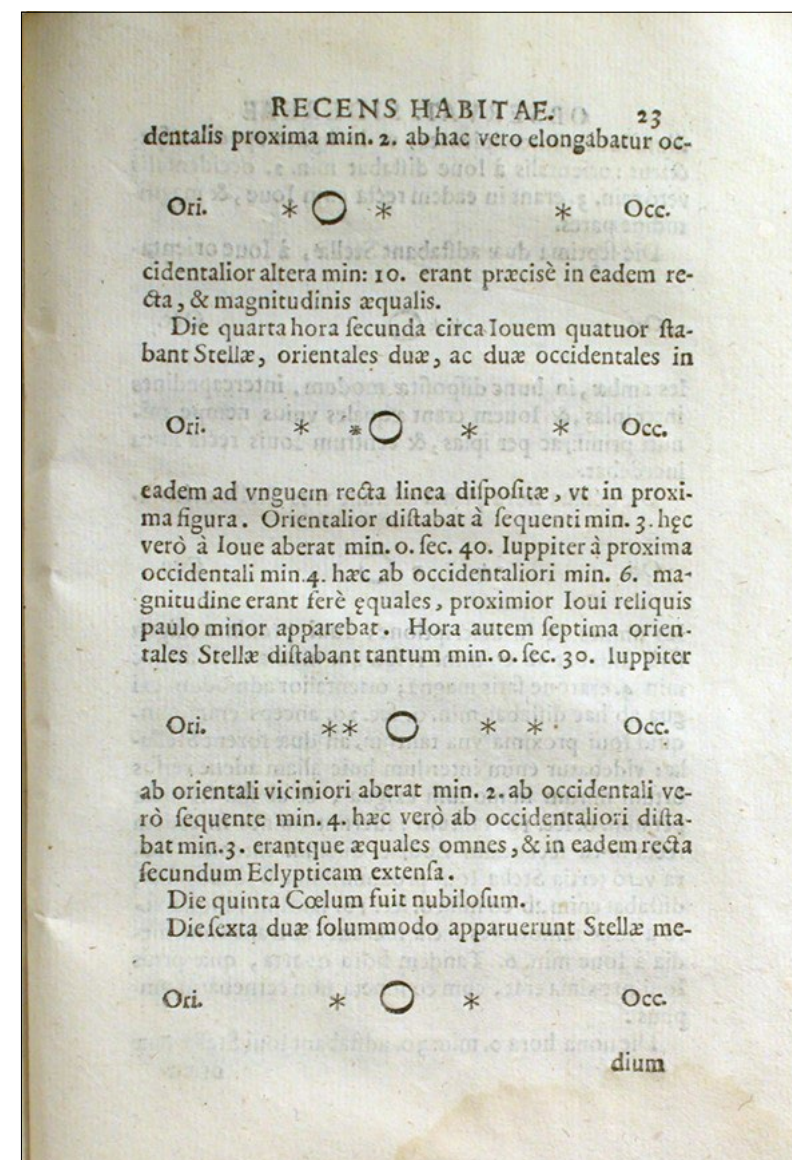 RECENS HABITAE. 23
dentalis proxima min. 2. ab hac vero elongabatur oc-
Ori. * O * * Occ.
cidentalior altera min: 10. erant præcisè in eadem re-
cta, & magnitudinis æqualis.
Die quarta hora ſecunda circa Iouem quatuor ſta-
bant Stellæ, orientales duæ, ac duæ occidentales in
Ori. * *O * * Occ.
eadem ad vnguem recta linea diſpoſitæ, vt in proxi-
ma figura. Orientalior diſtabat à ſequenti min. 3. hęc
verò à Ioue aberat min. 0. ſec. 40. Iuppiter à proxima
occidentali min.4. hæc ab occidentaliori min. 6. ma-
gnitudine erant ferè ęquales, proximior Ioui reliquis
paulo minor apparebat. Hora autem ſeptima orien-
tales Stellæ diſtabant tantum min. 0. ſec. 30. Iuppiter
Ori. ** O * * Occ.
ab orientali viciniori aberat min. 2. ab occidentali ve-
rò ſequente min. 4. hæc verò ab occidentaliori diſta-
bat min.3. erantque æquales omnes, & in eadem recta
ſecundum Eclypticam extenſa.
Die quinta Cœlum fuit nubiloſum.
Die ſexta duæ ſolummodo apparuerunt Stellæ me-
Ori. * O * Occ.
dium